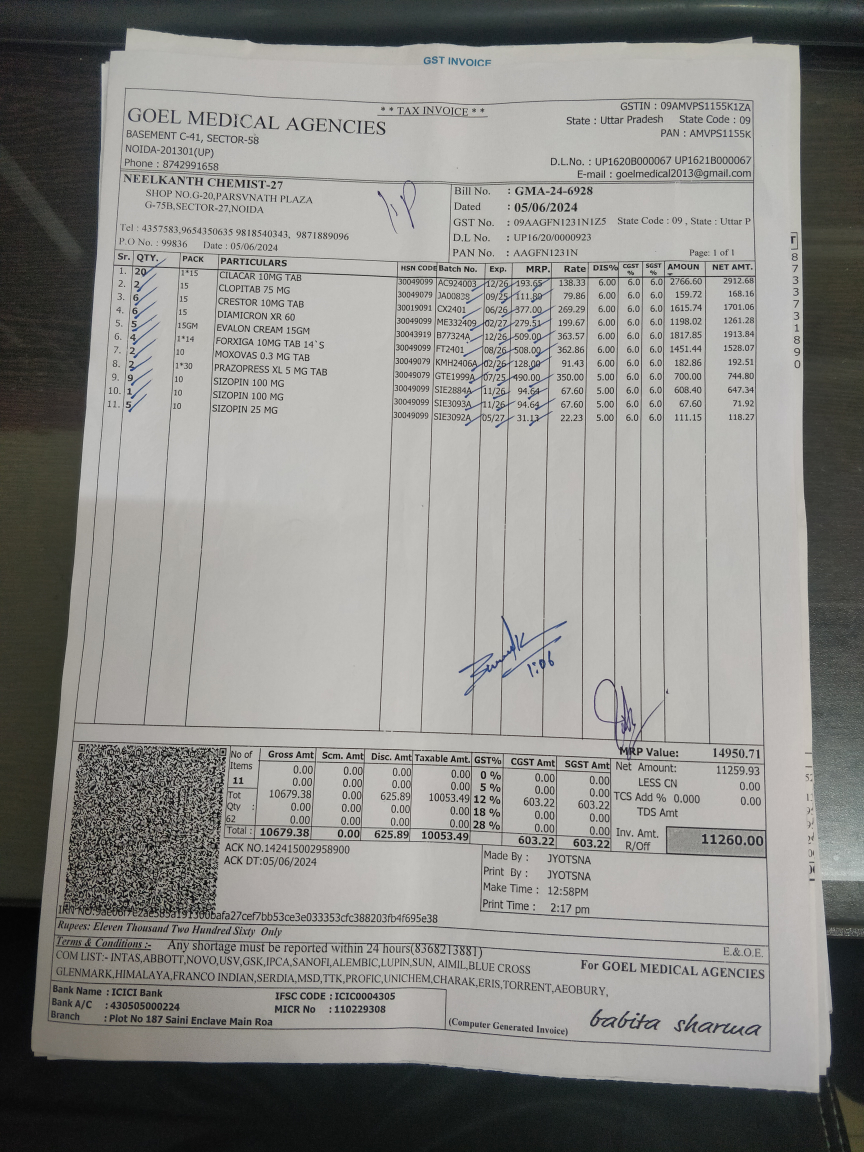 GST INVOICE
* * TAX INVOICE * *
GOEL MEDICAL AGENCIES
BASEMENT C-41, SECTOR-58
NOIDA-201301(UP)
Phone : 8742991658
GSTIN : 09AMVPS1155K1ZA
State : Uttar Pradesh State Code : 09
PAN : AMVPS1155K
D.L.No. : UP1620B000067 UP1621B000067
E-mail : goelmedical2013@gmail.com
NEELKANTH CHEMIST-27
SHOP NO.G-20,PARSVNATH PLAZA
G-75B,SECTOR-27,NOIDA
Tel : 4357583,9654350635 9818540343, 9871889096
P.O No. : 99836 Date : 05/06/2024
Bill No. : GMA-24-6928
Dated : 05/06/2024
GST No. : 09AAGFN1231N1Z5 State Code : 09 , State : Uttar P
D.L No. : UP16/20/0000923
PAN No. : AAGFN1231N Page: 1 of 1
Sr. QTY. PACK PARTICULARS HSN CODE Batch No. Exp. MRP. Rate DIS% CGST % SGST % AMOUN NET AMT.
1. 20 1*15 CILACAR 10MG TAB 30049099 AC924003 12/26 193.65 138.33 6.00 6.0 6.0 2766.60 2912.68
2. 2 15 CLOPITAB 75 MG 30049079 JA00838 09/25 111.80 79.86 6.00 6.0 6.0 159.72 168.16
3. 6 15 CRESTOR 10MG TAB 30019091 CX2401 06/26 377.00 269.29 6.00 6.0 6.0 1615.74 1701.06
4. 6 15 DIAMICRON XR 60 30049099 ME332409 02/27 279.51 199.67 6.00 6.0 6.0 1198.02 1261.28
5. 5 15GM EVALON CREAM 15GM 30043919 B77324A 12/26 509.00 363.57 6.00 6.0 6.0 1817.85 1913.84
6. 4 1*14 FORXIGA 10MG TAB 14`S 30049099 FT2401 08/26 508.00 362.86 6.00 6.0 6.0 1451.44 1528.07
7. 2 10 MOXOVAS 0.3 MG TAB 30049079 KMH2406A 02/26 128.00 91.43 6.00 6.0 6.0 182.86 192.51
8. 2 1*30 PRAZOPRESS XL 5 MG TAB 30049079 GTE1999A 07/25 490.00 350.00 5.00 6.0 6.0 700.00 744.80
9. 9 10 SIZOPIN 100 MG 30049099 SIE2884A 11/26 94.64 67.60 5.00 6.0 6.0 608.40 647.34
10. 1 10 SIZOPIN 100 MG 30049099 SIE3093A 11/26 94.64 67.60 5.00 6.0 6.0 67.60 71.92
11. 5 10 SIZOPIN 25 MG 30049099 SIE3092A 05/27 31.13 22.23 5.00 6.0 6.0 111.15 118.27
8733731890
1:06
MRP Value: 14950.71
No of Items 11 Tot Qty : 62
Gross Amt Scm. Amt Disc. Amt Taxable Amt. GST% CGST Amt SGST Amt
0.00 0.00 0.00 0.00 0 % 0.00 0.00
0.00 0.00 0.00 0.00 5 % 0.00 0.00
10679.38 0.00 625.89 10053.49 12 % 603.22 603.22
0.00 0.00 0.00 0.00 18 % 0.00 0.00
0.00 0.00 0.00 0.00 28 % 0.00 0.00
Total : 10679.38 0.00 625.89 10053.49 603.22 603.22
Net Amount: 11259.93
LESS CN 0.00
TCS Add % 0.000 0.00
TDS Amt
Inv. Amt. R/Off 11260.00
ACK NO.142415002958900
ACK DT:05/06/2024
Made By : JYOTSNA
Print By : JYOTSNA
Make Time : 12:58PM
Print Time : 2:17 pm
Rupees: Eleven Thousand Two Hundred Sixty Only
Terms & Conditions :- Any shortage must be reported within 24 hours(8368213881) E.&.O.E.
COM LIST:- INTAS,ABBOTT,NOVO,USV,GSK,IPCA,SANOFI,ALEMBIC,LUPIN,SUN, AIMIL,BLUE CROSS
GLENMARK,HIMALAYA,FRANCO INDIAN,SERDIA,MSD,TTK,PROFIC,UNICHEM,CHARAK,ERIS,TORRENT,AEOBURY,
For GOEL MEDICAL AGENCIES
Bank Name : ICICI Bank IFSC CODE : ICIC0004305
Bank A/C : 430505000224 MICR No : 110229308
Branch : Plot No 187 Saini Enclave Main Roa
(Computer Generated Invoice)
babita sharma